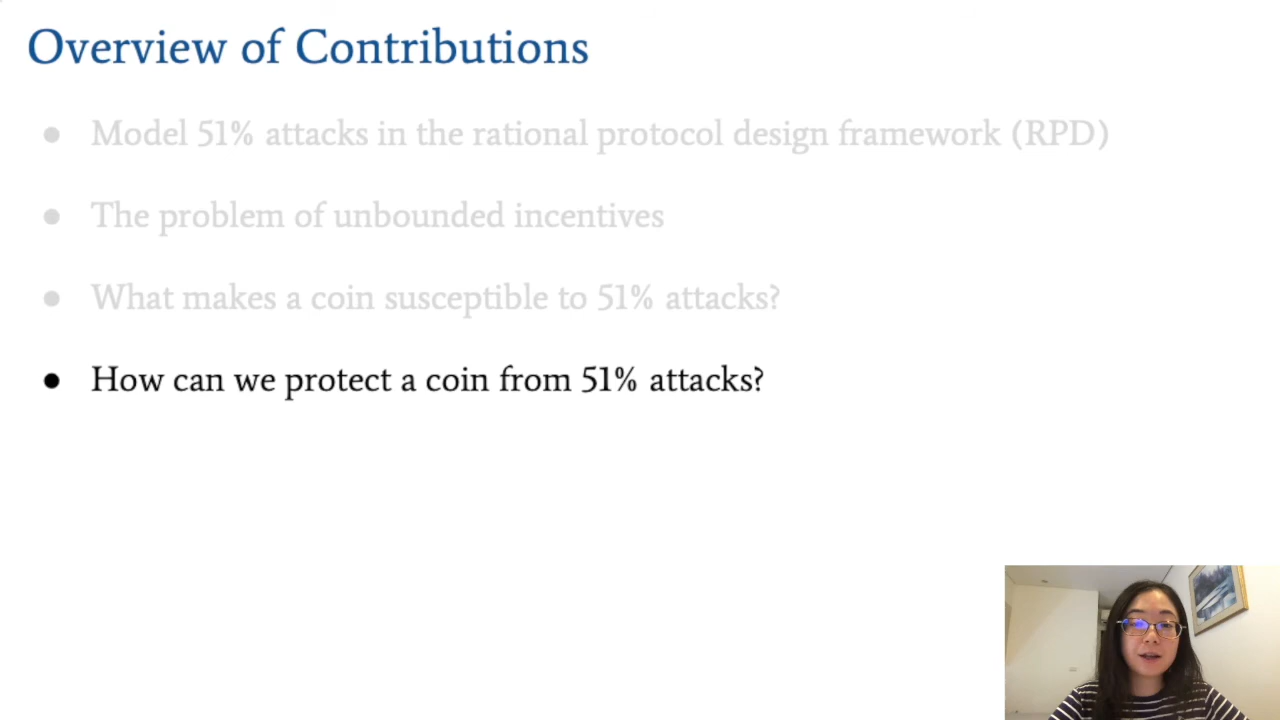 Overview of Contributions
● Model 51% attacks in the rational protocol design framework (RPD)
● The problem of unbounded incentives
● What makes a coin susceptible to 51% attacks?
● How can we protect a coin from 51% attacks?